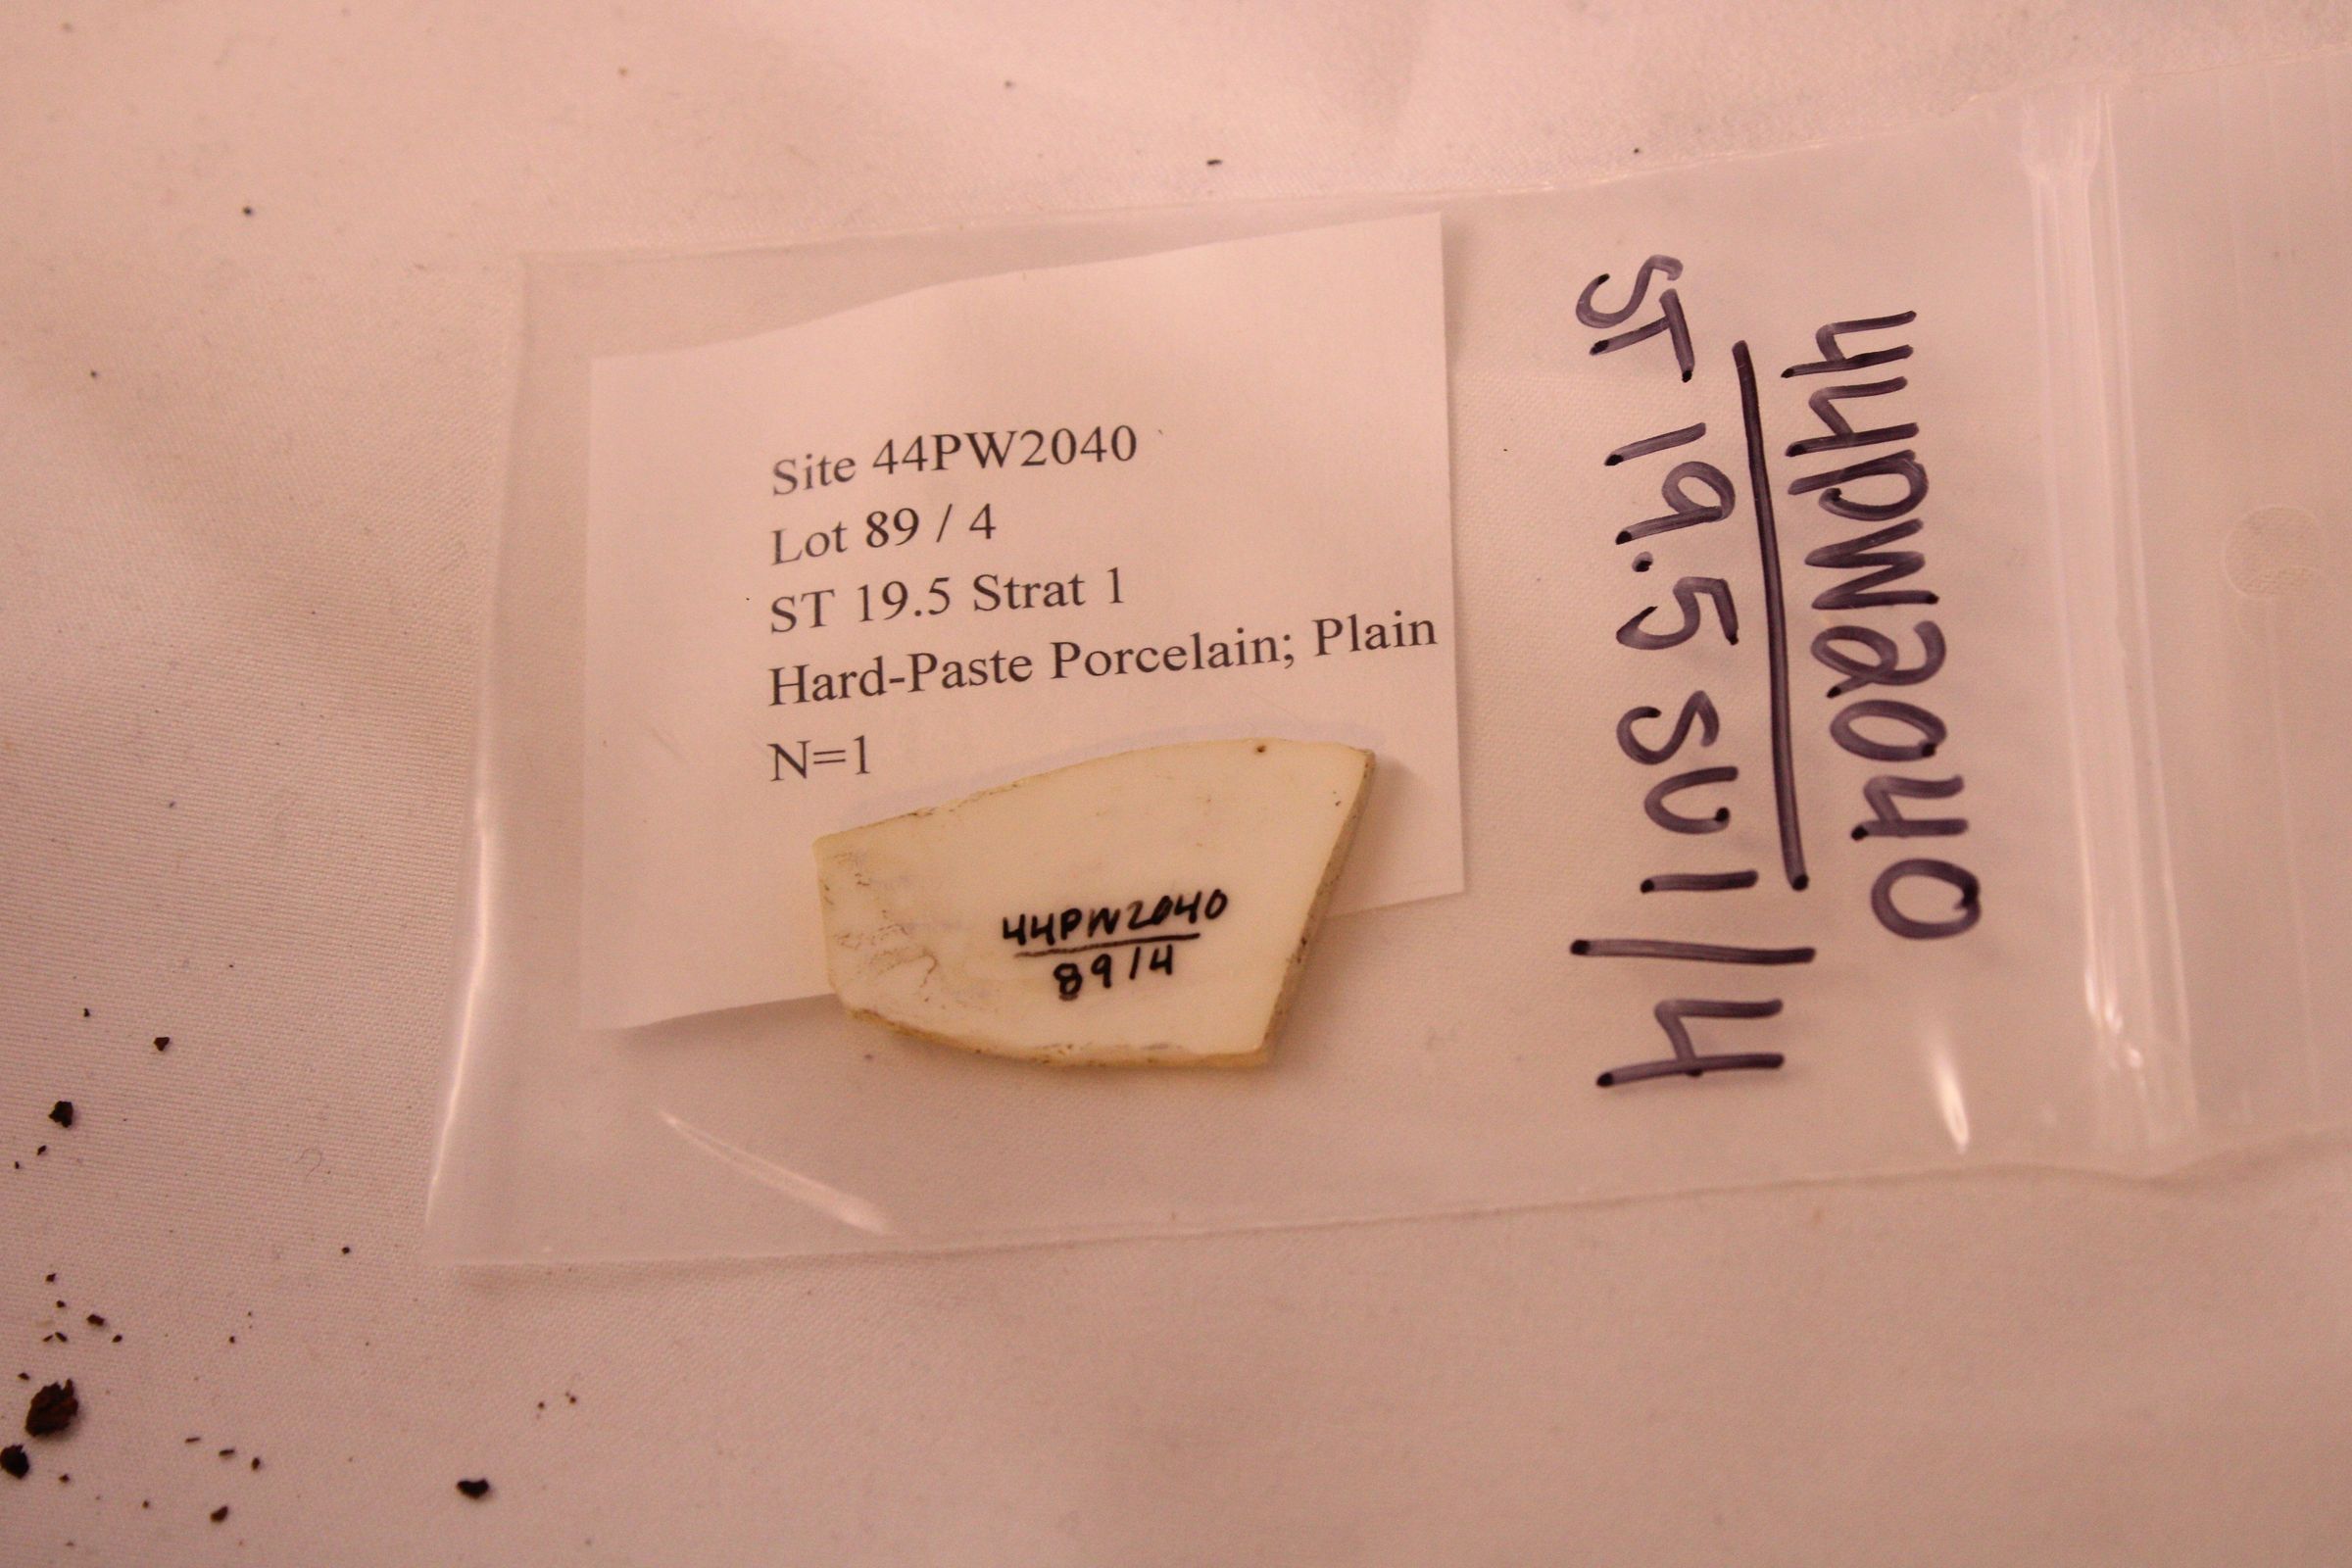 Site 44PW2040
Lot 89 / 4
ST 19.5 Strat 1
Hard-Paste Porcelain; Plain
N=1
44PW2040
89/4
44PW2040
ST 19.5 SU1/4